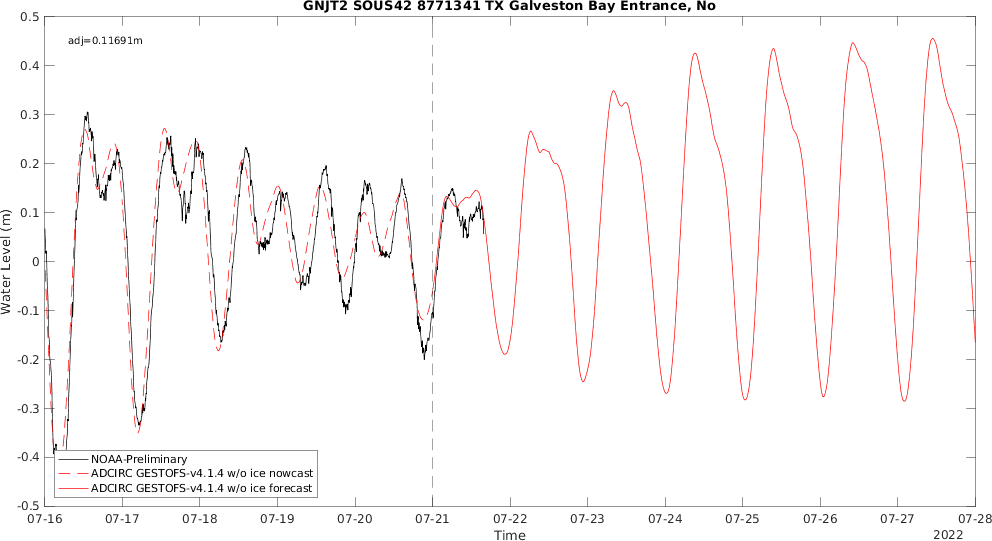 GNJT2 SOUS42 8771341 TX Galveston Bay Entrance, No
adj=0.11691m
0.5
0.4
0.3
0.2
0.1
0
-0.1
-0.2
-0.3
-0.4
-0.5
Water Level (m)
NOAA-Preliminary
ADCIRC GESTOFS-v4.1.4 w/o ice nowcast
ADCIRC GESTOFS-v4.1.4 w/o ice forecast
07-16 07-17 07-18 07-19 07-20 07-21 07-22 07-23 07-24 07-25 07-26 07-27 07-28
Time
2022